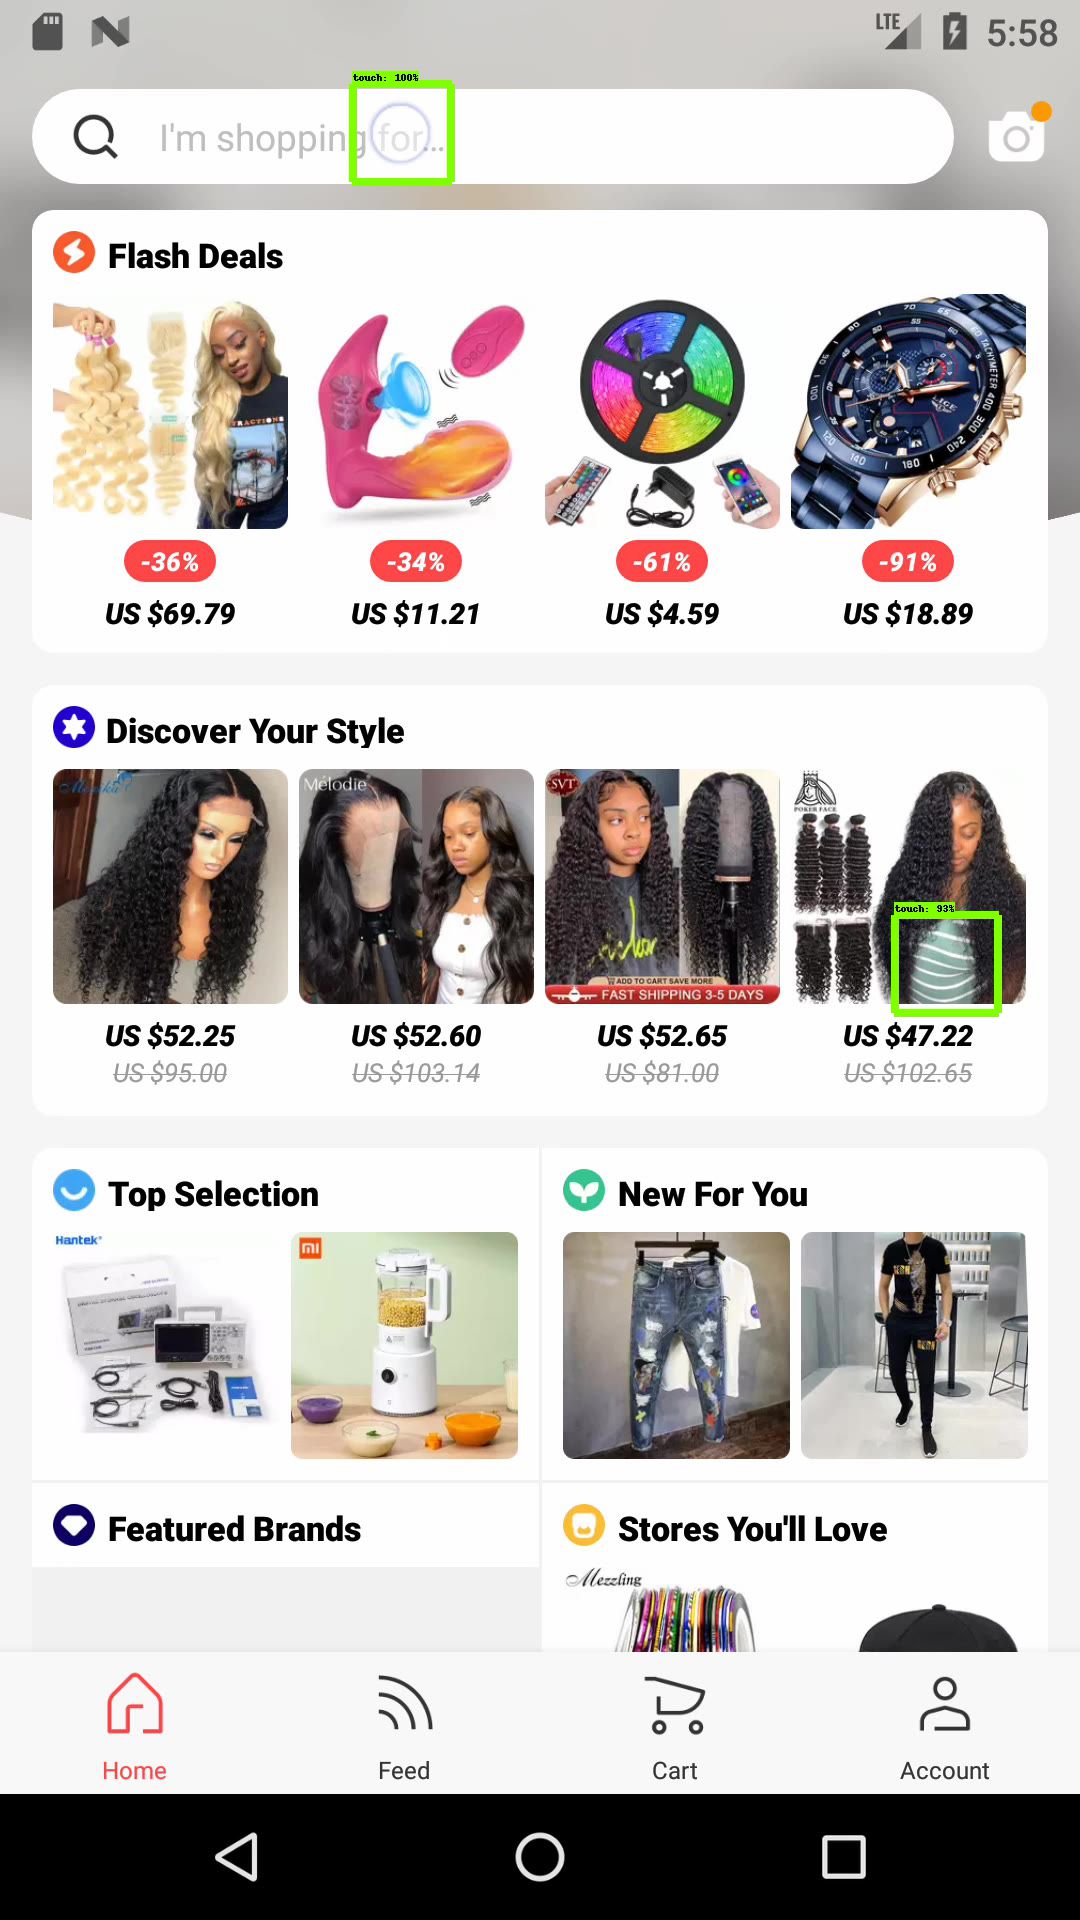 LTE 5:58
touch: 100%
I'm shopping for...
Flash Deals
-36% -34% -61% -91%
US $69.79 US $11.21 US $4.59 US $18.89
Discover Your Style
Mélodie
SVT
POKER FACE
ADD TO CART SAVE MORE
FAST SHIPPING 3-5 DAYS
touch: 93%
US $52.25 US $52.60 US $52.65 US $47.22
US $95.00 US $103.14 US $81.00 US $102.65
Top Selection
Hantek
mi
New For You
Featured Brands
Stores You'll Love
Mezzling
Home Feed Cart Account